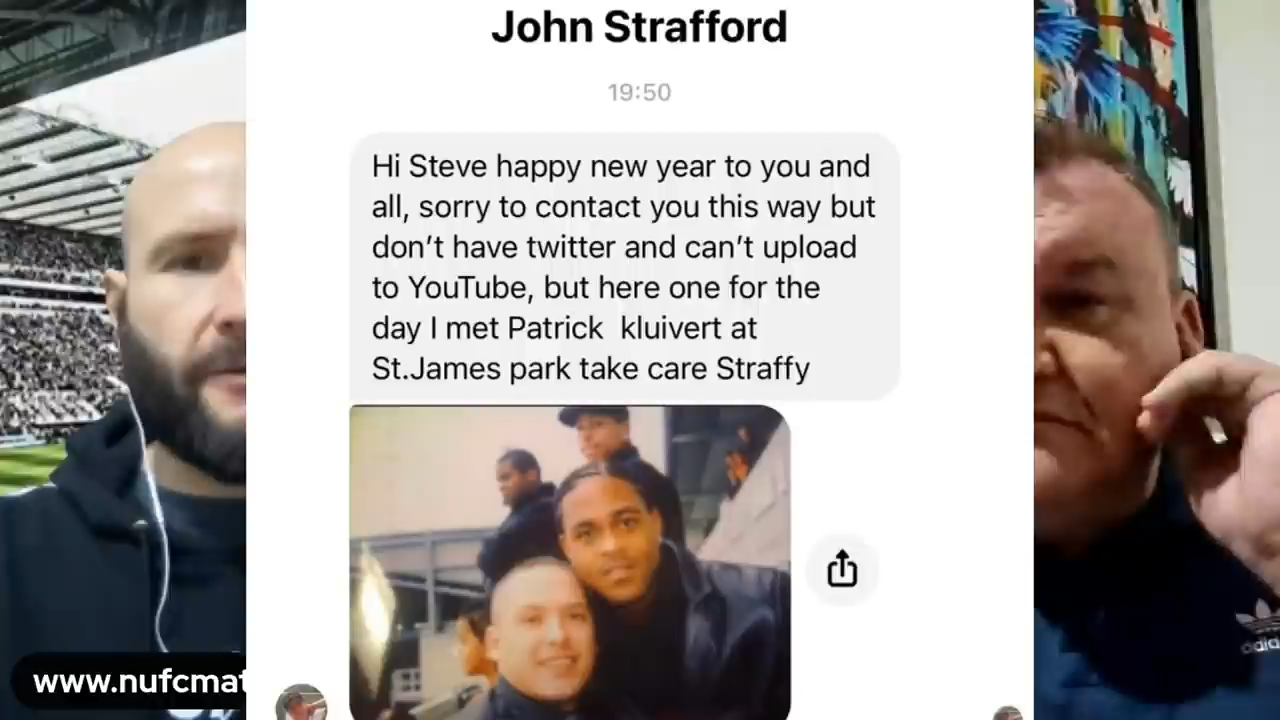 John Strafford
19:50
Hi Steve happy new year to you and
all, sorry to contact you this way but
don’t have twitter and can’t upload
to YouTube, but here one for the
day I met Patrick  kluivert at
St.James park take care Straffy
www.nufcmat
adida